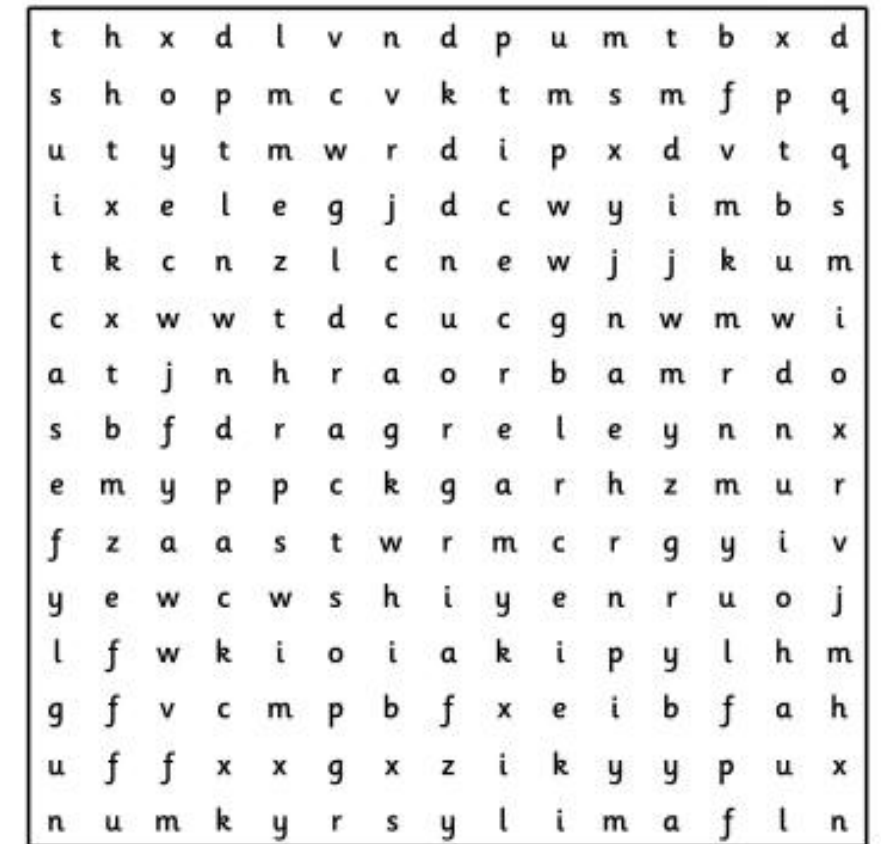 t h x d l v n d p u m t b x d
s h o p m c v k t m s m f p q
u t y t m w r d i p x d v t q
i x e l e g j d c w y i m b s
t k c n z l c n e w j j k u m
c x w w t d c u c g n w m w i
a t j n h r a o r b a m r d o
s b f d r a g r e l e y n n x
e m y p p c k g a r h z m u r
f z a a s t w r m c r g y i v
y e w c w s h i y e n r u o j
l f w k i o i a k i p y l h m
g f v c m p b f x e i b f a h
u f f x x g x z i k y y p u x
n u m k y r s y l i m a f l n